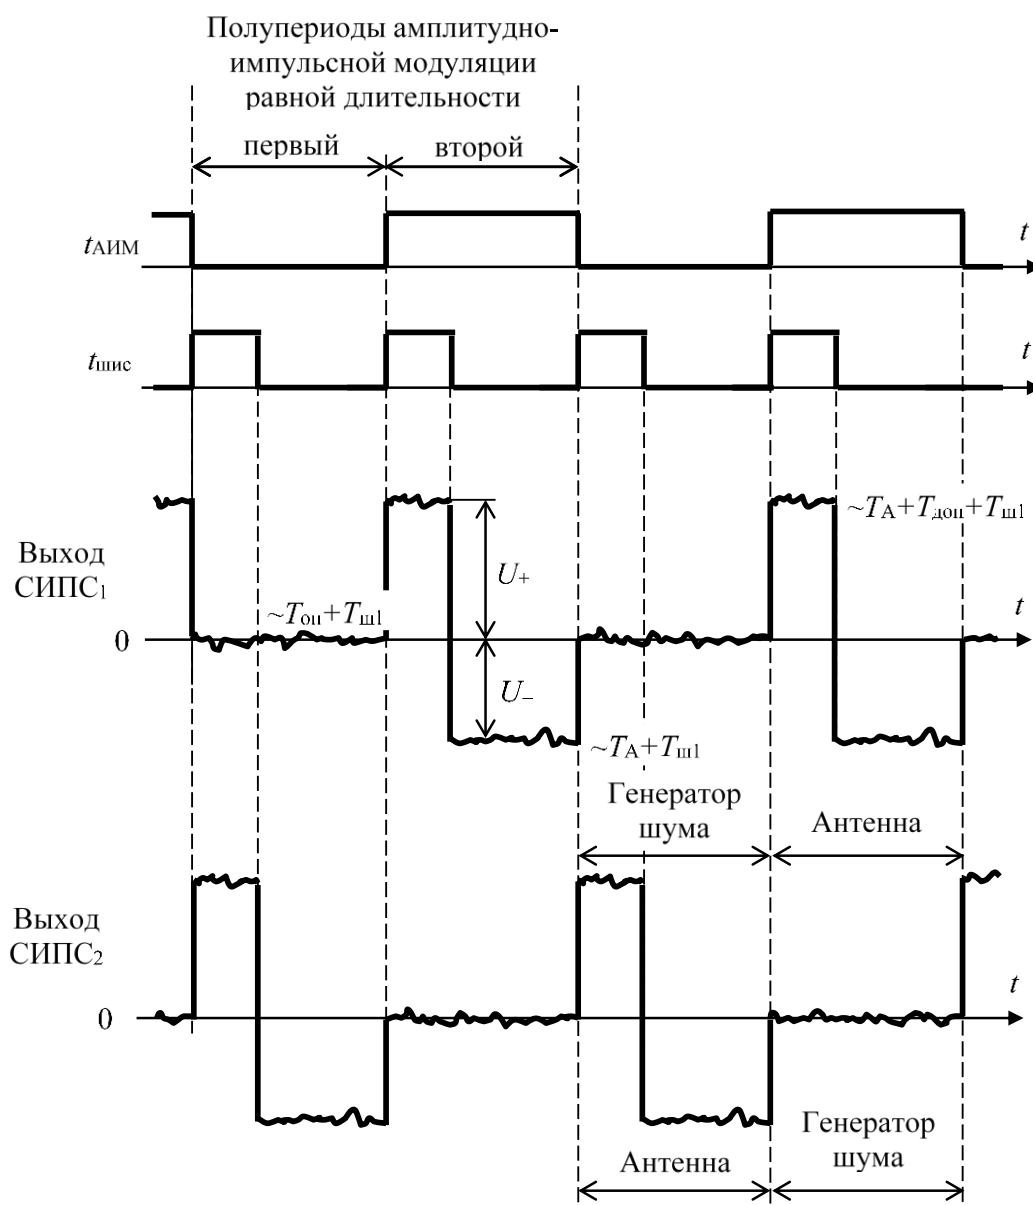 Полупериоды амплитудно-
импульсной модуляции
равной длительности
первый
второй
tАИМ
t
tшис
t
~TА+Tдоп+Tш1
Выход
СИПС1
U+
~Tоп+Tш1
t
0
U−
~TА+Tш1
Генератор
шума
Антенна
Выход
СИПС2
t
0
Генератор
шума
Антенна